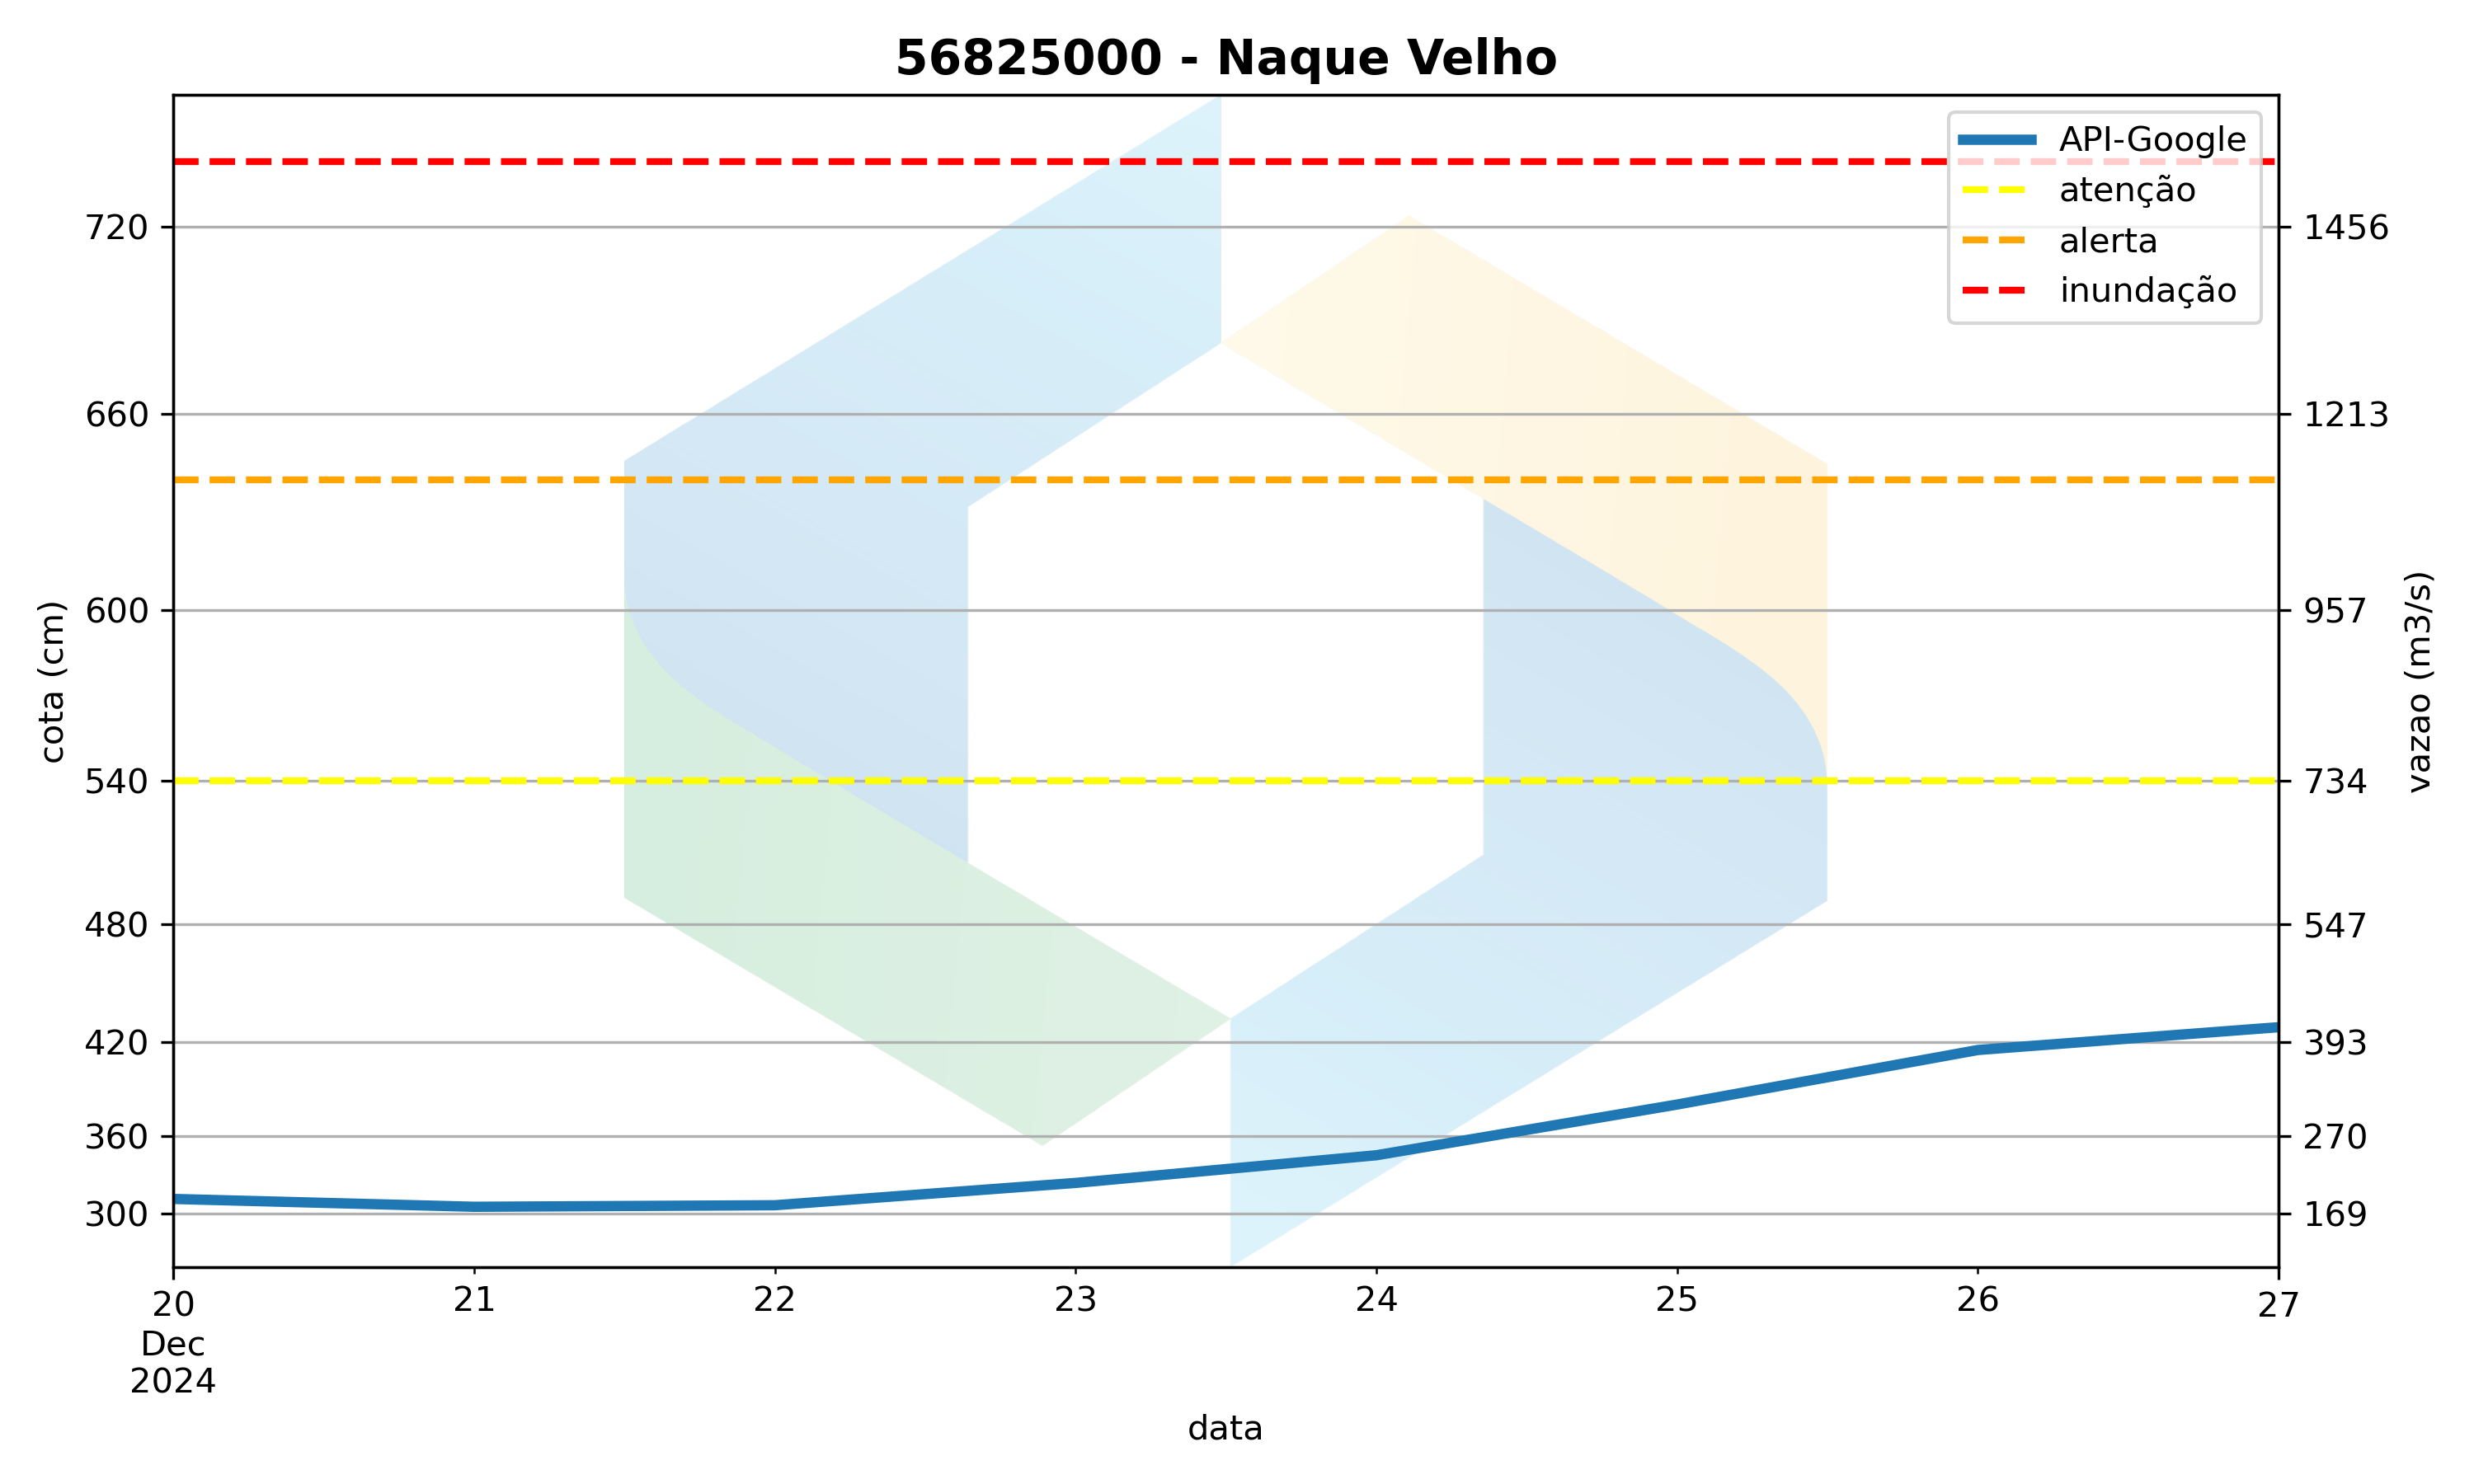 56825000 - Naque Velho
API-Google
atenção
alerta
inundação
cota (cm)
720
660
600
540
480
420
360
300
1456
1213
957
734
547
393
270
169
vazao (m3/s)
20 21 22 23 24 25 26 27
Dec
2024
data